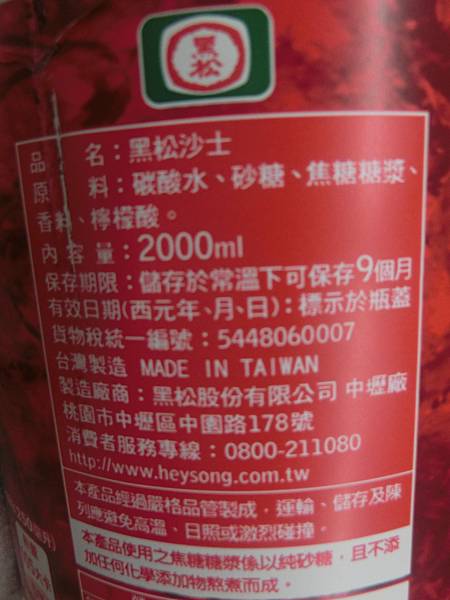 黑松
品 名：黑松沙士
原 料：碳酸水、砂糖、焦糖糖漿、
香料、檸檬酸。
內容量：2000ml
保存期限：儲存於常溫下可保存9個月
有效日期(西元年、月、日)：標示於瓶蓋
貨物稅統一編號：5448060007
台灣製造 MADE IN TAIWAN
製造廠商：黑松股份有限公司 中壢廠
桃園市中壢區中園路178號
消費者服務專線：0800-211080
http://www.heysong.com.tw
本產品經過嚴格品管製成，運輸、儲存及陳
列應避免高溫、日照或激烈碰撞。
本產品使用之焦糖糖漿係以純砂糖，且不添
加任何化學添加物熬煮而成。